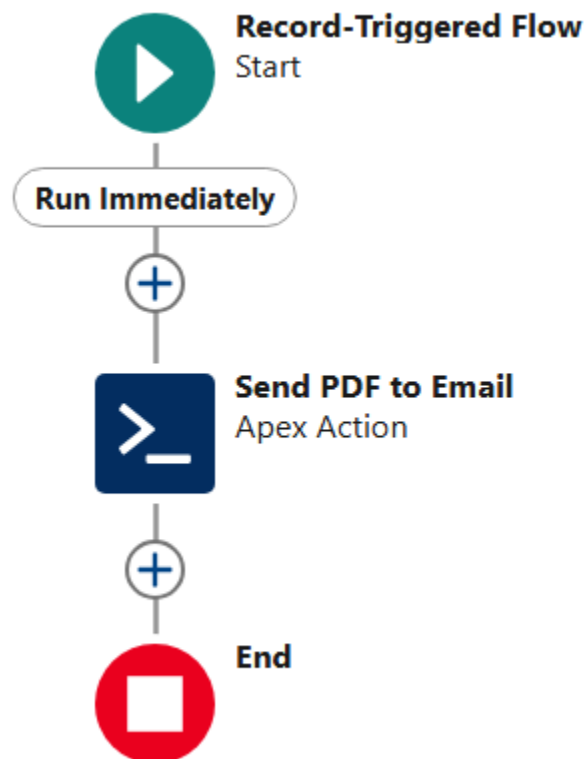 Record-Triggered Flow
Start
Run Immediately
Send PDF to Email
Apex Action
End